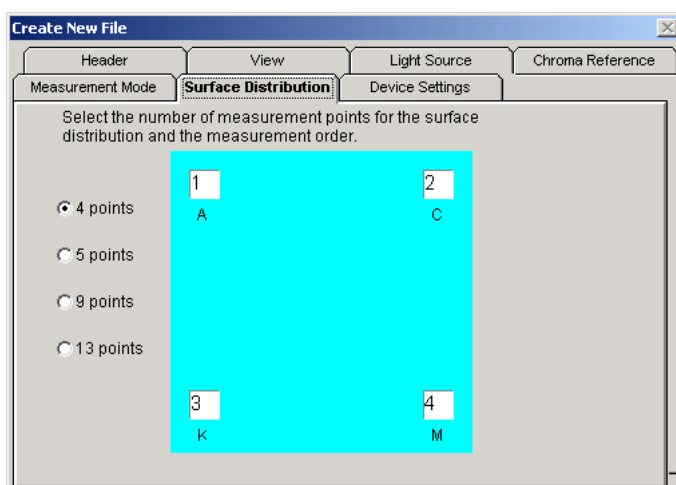 Create New File
Header View Light Source Chroma Reference
Measurement Mode Surface Distribution Device Settings
Select the number of measurement points for the surface
distribution and the measurement order.
1 2
A C
4 points
5 points
9 points
13 points
3 4
K M